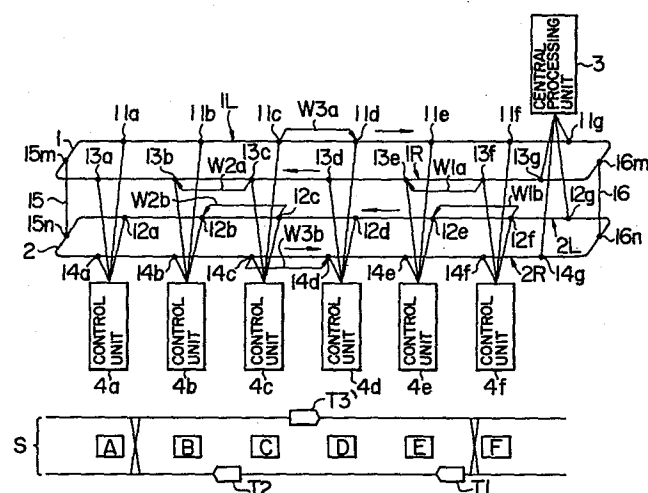 CENTRAL PROCESSING UNIT 3
W3a
11a 11b 1L 11c 11d 11e 11f 11g
1 15m 13a 13b W2a 13c 13d 13e 1R 13f W1a 13g 16m
15 W2b 12c W1b 12g 16
15n 12a 12b 12d 12e 12f 2L 16n
2 W3b
14a 14b 14c 14d 14e 14f 2R 14g
CONTROL UNIT CONTROL UNIT CONTROL UNIT CONTROL UNIT CONTROL UNIT CONTROL UNIT
4a 4b 4c 4d 4e 4f
T3'
S A B C D E F
T2 T1